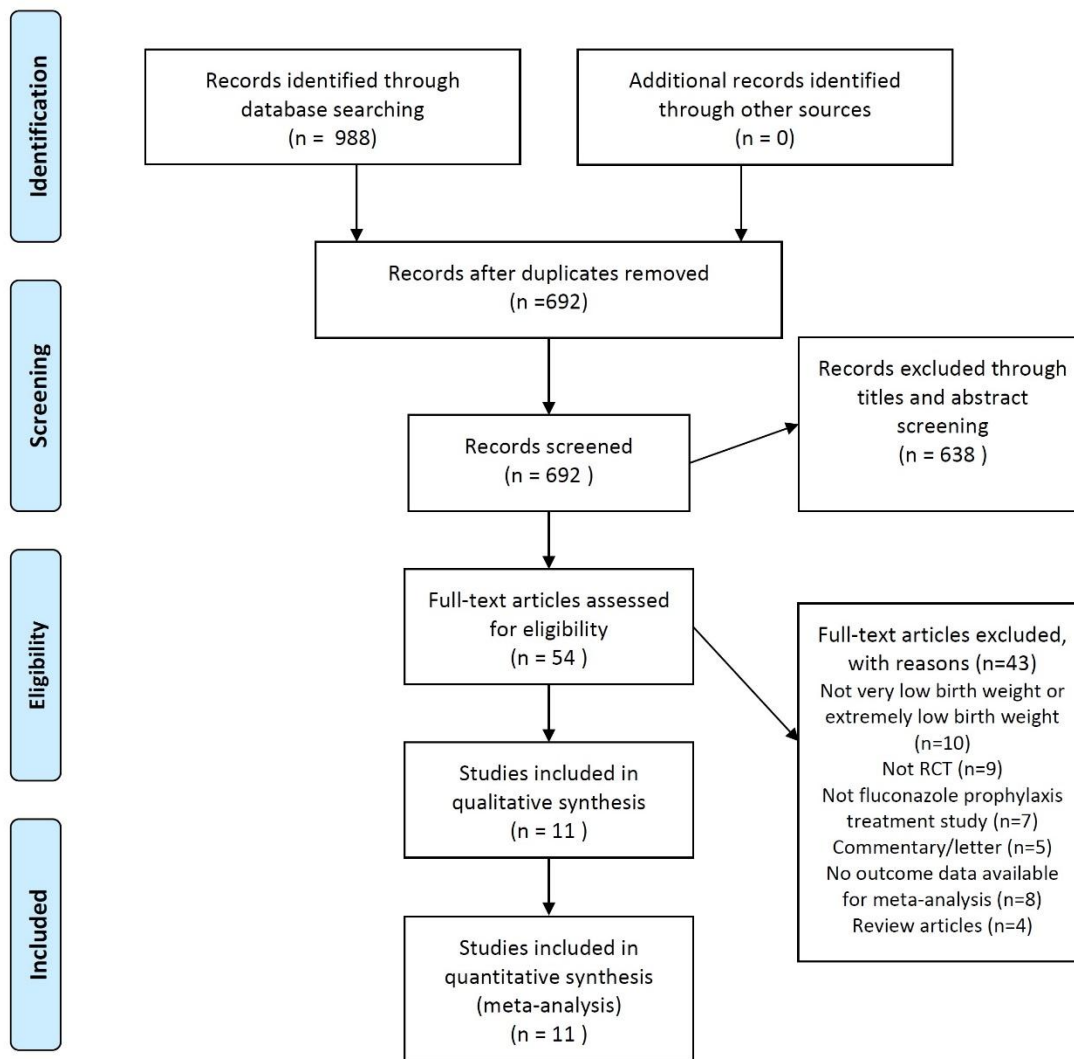 Identification
Records identified through
database searching
(n = 988)
Additional records identified
through other sources
(n = 0)
Records after duplicates removed
(n =692)
Screening
Records screened
(n = 692 )
Records excluded through
titles and abstract
screening
(n = 638 )
Eligibility
Full-text articles assessed
for eligibility
(n = 54 )
Full-text articles excluded,
with reasons (n=43)
Not very low birth weight or
extremely low birth weight
(n=10)
Not RCT (n=9)
Not fluconazole prophylaxis
treatment study (n=7)
Commentary/letter (n=5)
No outcome data available
for meta-analysis (n=8)
Review articles (n=4)
Studies included in
qualitative synthesis
(n = 11 )
Included
Studies included in
quantitative synthesis
(meta-analysis)
(n = 11 )